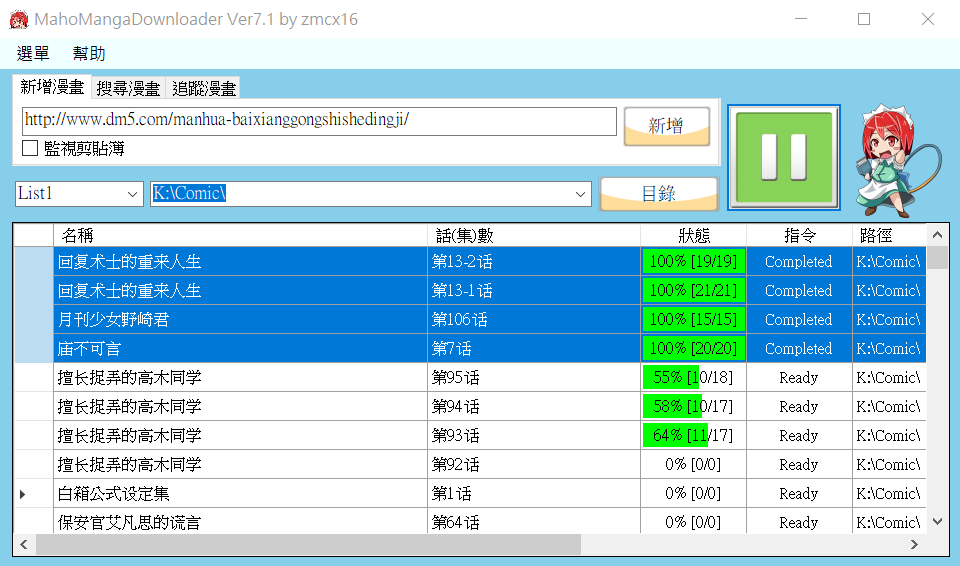 MahoMangaDownloader Ver7.1 by zmcx16
選單 幫助
新增漫畫 搜尋漫畫 追蹤漫畫
http://www.dm5.com/manhua-baixianggongshishedingji/ 新增
監視剪貼簿
List1 K:\Comic\ 目錄
名稱 話(集)數 狀態 指令 路徑
回复术士的重来人生 第13-2话 100% [19/19] Completed K:\Comic\
回复术士的重来人生 第13-1话 100% [21/21] Completed K:\Comic\
月刊少女野崎君 第106话 100% [15/15] Completed K:\Comic\
庙不可言 第7话 100% [20/20] Completed K:\Comic\
擅长捉弄的高木同学 第95话 55% [10/18] Ready K:\Comic\
擅长捉弄的高木同学 第94话 58% [10/17] Ready K:\Comic\
擅长捉弄的高木同学 第93话 64% [11/17] Ready K:\Comic\
擅长捉弄的高木同学 第92话 0% [0/0] Ready K:\Comic\
白箱公式设定集 第1话 0% [0/0] Ready K:\Comic\
保安官艾凡思的谎言 第64话 0% [0/0] Ready K:\Comic\